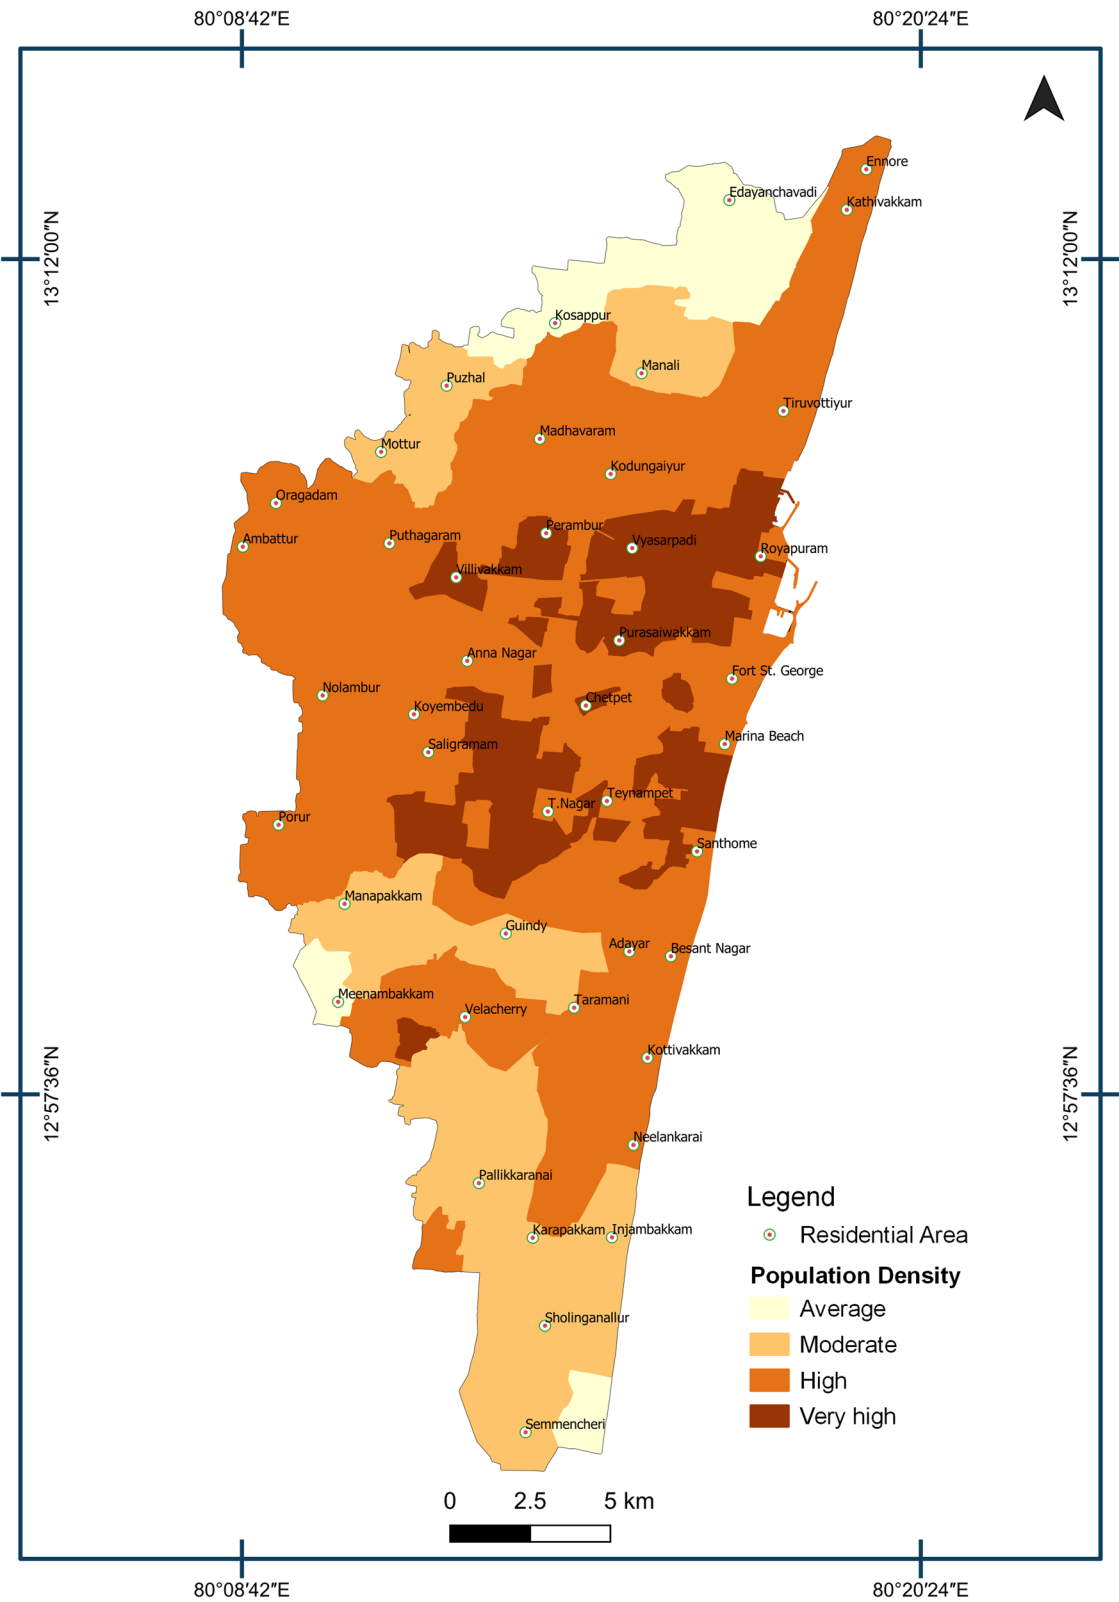 80°08′42″E
80°20′24″E
Ennore
Edayanchavadi
Kathivakkam
13°12′00″N
13°12′00″N
Kosappur
Manali
Puzhal
Tiruvottiyur
Madhavaram
Mottur
Kodungaiyur
Oragadam
Perambur
Ambattur
Puthagaram
Vyasarpadi
Royapuram
Villivakkam
Purasaiwakkam
Anna Nagar
Fort St. George
Nolambur
Chetpet
Koyembedu
Marina Beach
Saligramam
Teynampet
T.Nagar
Porur
Santhome
Manapakkam
Guindy
Adayar
Besant Nagar
Meenambakkam
Taramani
Velacherry
Kottivakkam
12°57′36″N
12°57′36″N
Neelankarai
Pallikkaranai
Karapakkam
Injambakkam
Sholinganallur
Semmencheri
Legend
Residential Area
Population Density
Average
Moderate
High
Very high
0 2.5 5 km
80°08′42″E
80°20′24″E